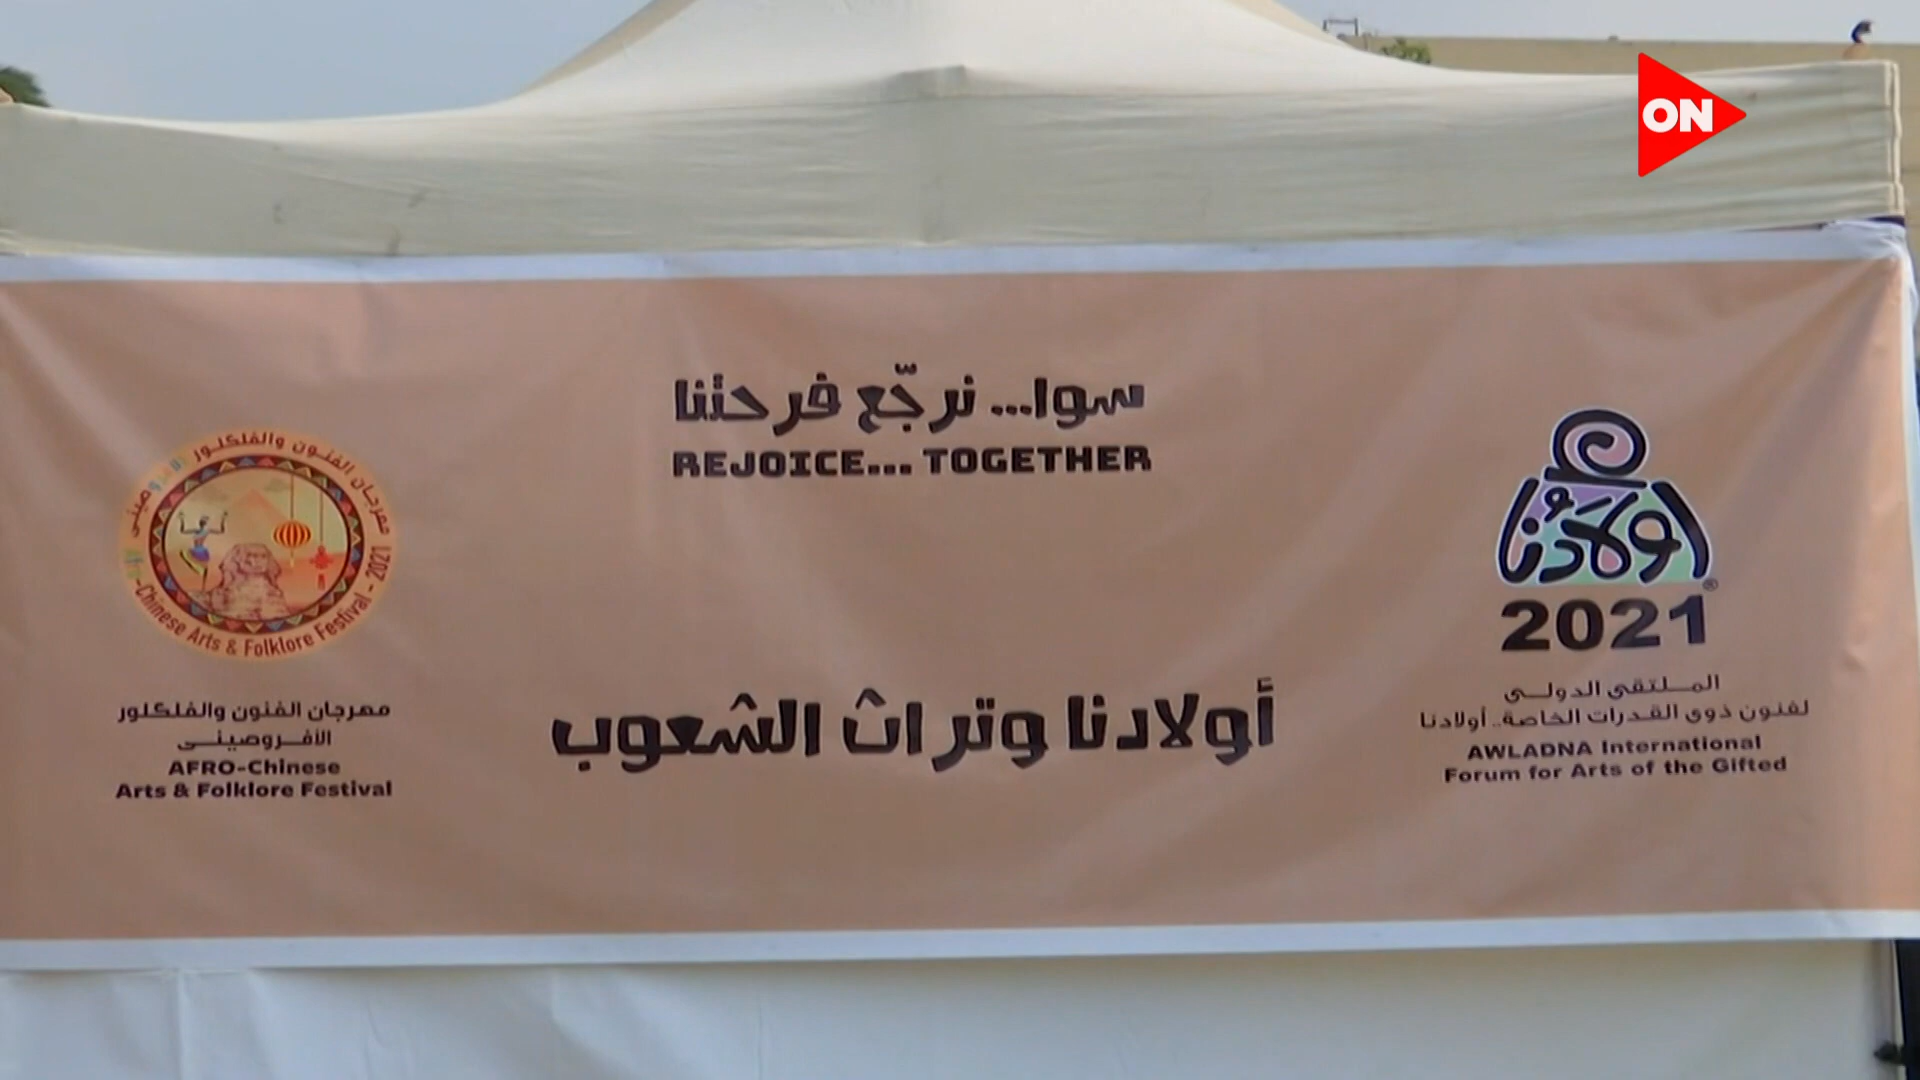 ON
سوا... نرجّع فرحتنا
REJOICE... TOGETHER
أولادنا وتراث الشعوب
أولادنا
2021
الملتقى الدولى
لفنون ذوى القدرات الخاصة.. أولادنا
AWLADNA International
Forum for Arts of the Gifted
مهرجان الفنون والفلكلور
-Chinese Arts & Folklore Festival - 2021
مهرجان الفنون والفلكلور
الأفروصينى
AFRO-Chinese
Arts & Folklore Festival